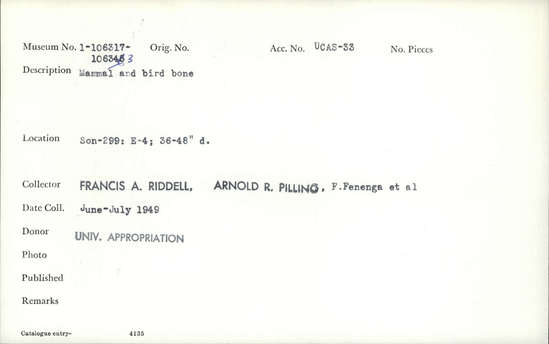 Museum No. 1-106317- Orig. No. Acc. No. UCAS-33 No. Pieces
106343
Description Mammal and bird bone
Location Son-299: E-4; 36-48" d.
Collector FRANCIS A. RIDDELL, ARNOLD R. PILLING, F.Fenenga et al
Date Coll. June-July 1949
Donor UNIV. APPROPRIATION
Photo
Published
Remarks
Catalogue entry- 4135